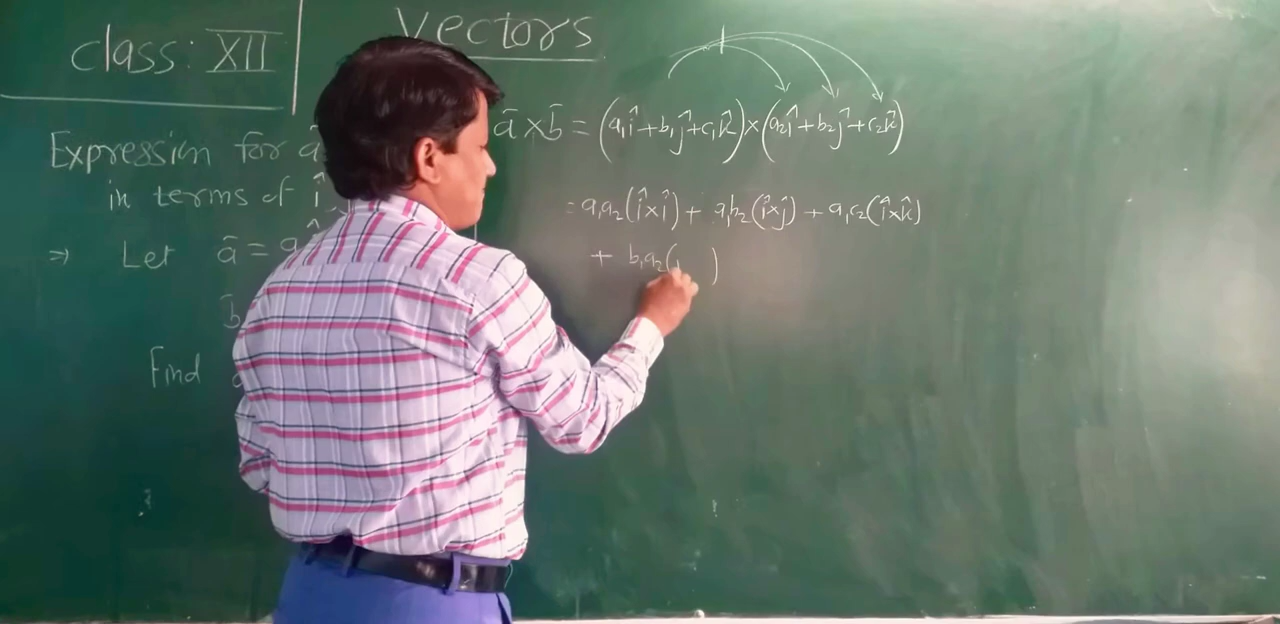 class: XII
Vectors
Expression for a̅
in terms of î
⇒ Let a̅ = a
b̅
Find
a̅ × b̅ = (a₁î + b₁ĵ + c₁k̂) × (a₂î + b₂ĵ + c₂k̂)
= a₁a₂(î × î) + a₁b₂(î × ĵ) + a₁c₂(î × k̂)
+ b₁a₂( )